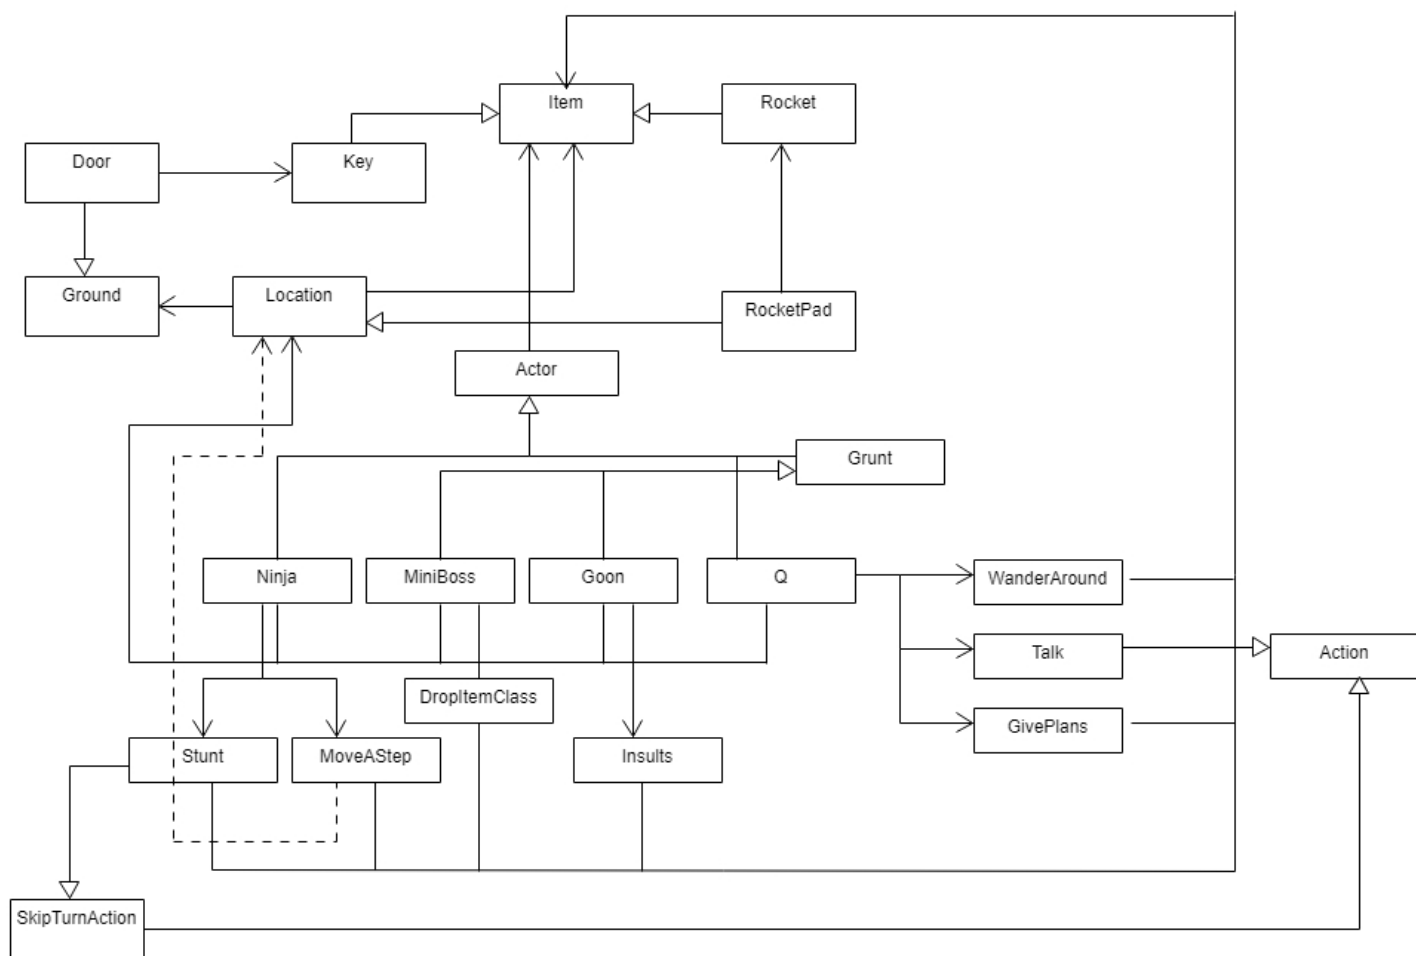 Item
Rocket
Door
Key
Ground
Location
RocketPad
Actor
Grunt
Ninja
MiniBoss
Goon
Q
WanderAround
Talk
Action
DropItemClass
GivePlans
Stunt
MoveAStep
Insults
SkipTurnAction